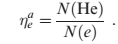 η_e^a = N(He) / N(e) .